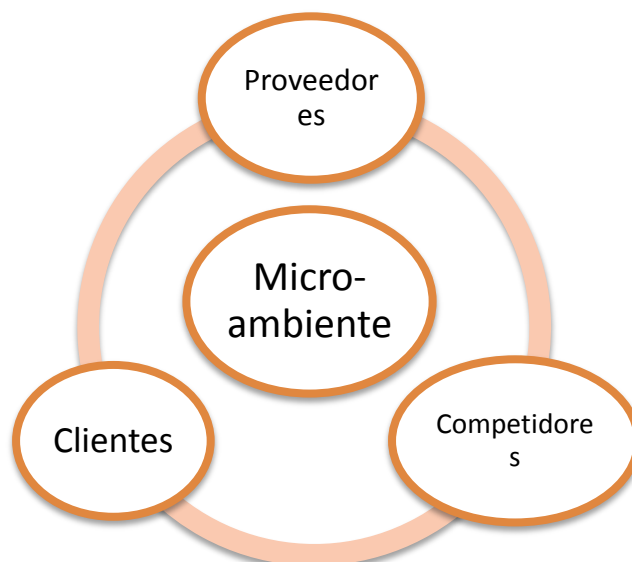 Proveedor
es
Micro-
ambiente
Clientes
Competidore
s